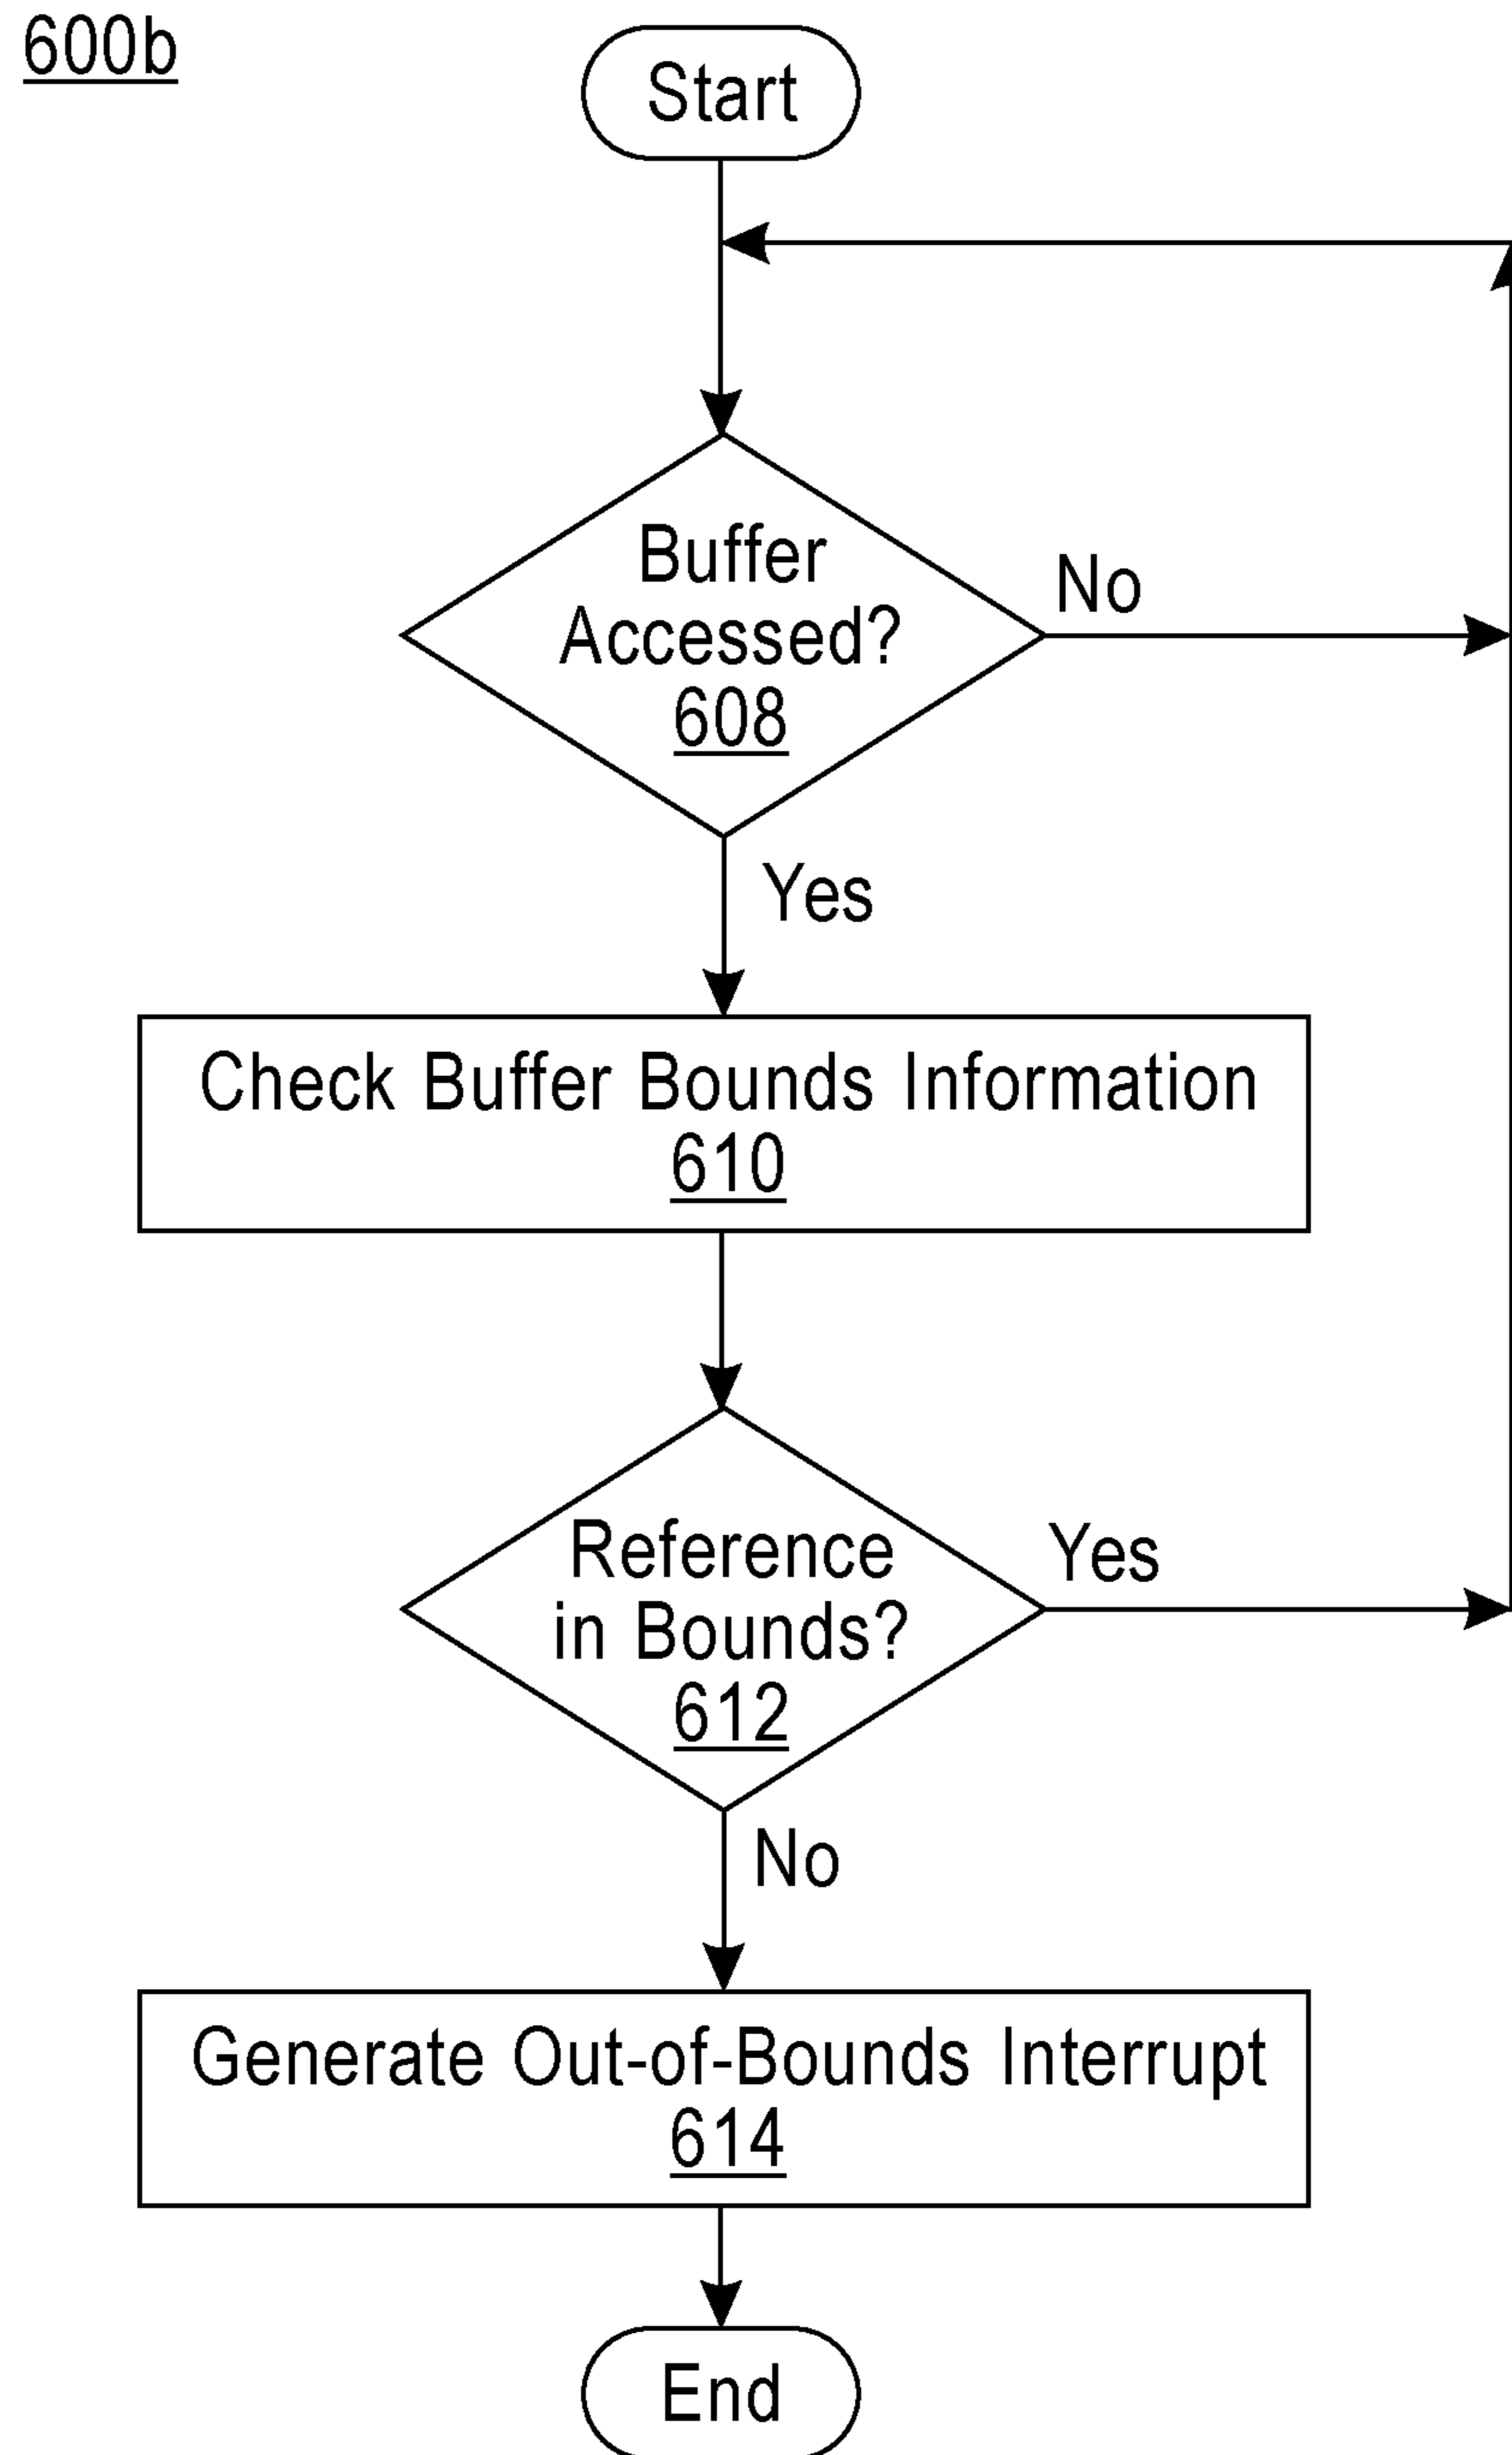 600b
Start
Buffer
Accessed?
608
No
Yes
Check Buffer Bounds Information
610
Reference
in Bounds?
612
Yes
No
Generate Out-of-Bounds Interrupt
614
End